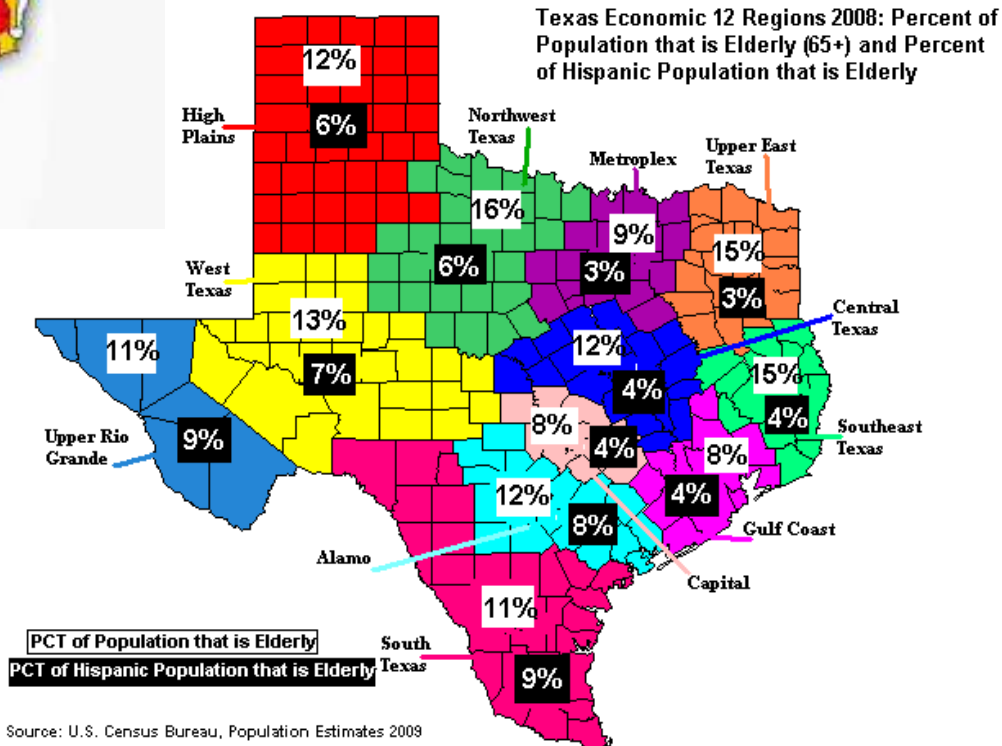 Texas Economic 12 Regions 2008: Percent of
Population that is Elderly (65+) and Percent
of Hispanic Population that is Elderly
12%
6%
High
Plains
Northwest
Texas
Metroplex
Upper East
Texas
16%
9%
15%
6%
3%
3%
West
Texas
13%
7%
12%
4%
Central
Texas
11%
9%
15%
4%
Upper Rio
Grande
8%
4%
Southeast
Texas
8%
4%
12%
8%
Gulf Coast
Alamo
Capital
11%
9%
South
Texas
PCT of Population that is Elderly
PCT of Hispanic Population that is Elderly
Source: U.S. Census Bureau, Population Estimates 2009